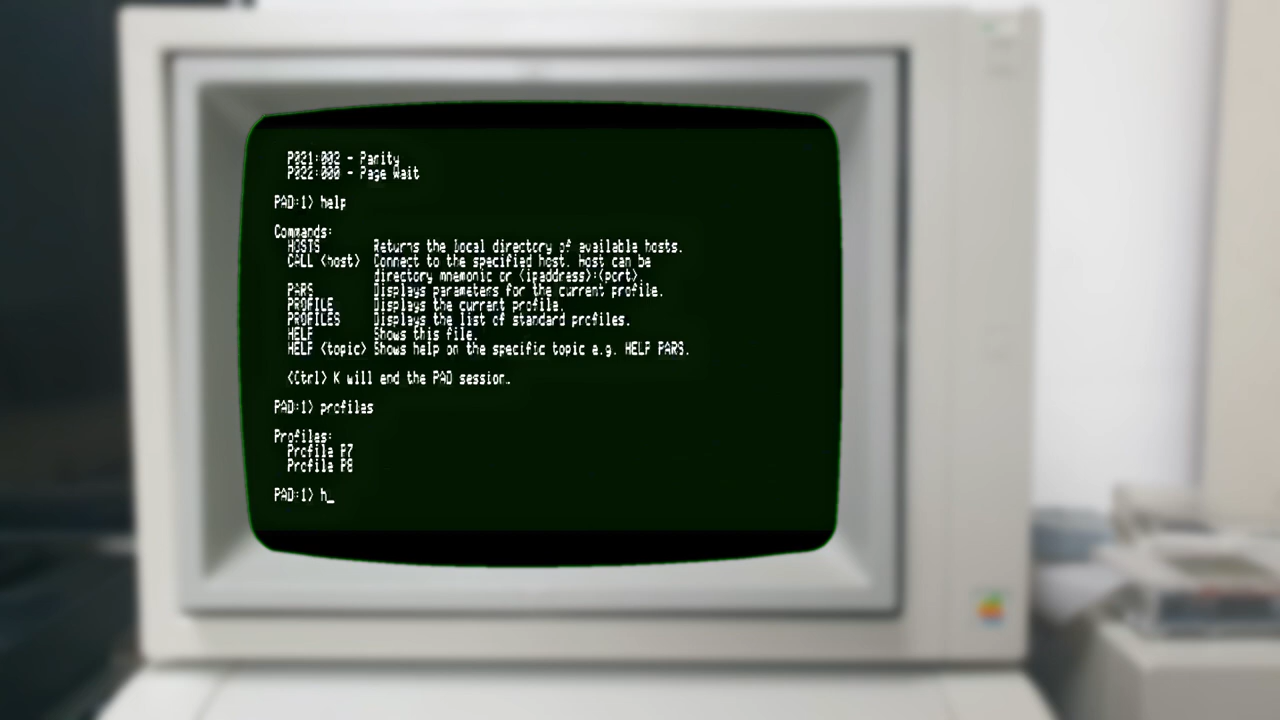 P021:002 - Parity
P022:000 - Page Wait
PAD:1> help
Commands:
HOSTS Returns the local directory of available hosts.
CALL <host> Connect to the specified host. Host can be
directory mnemonic or <ipaddress>:<port>.
PARS Displays parameters for the current profile.
PROFILE Displays the current profile.
PROFILES Displays the list of standard profiles.
HELP Shows this file.
HELP <topic> Shows help on the specific topic e.g. HELP PARS.
<Ctrl> K will end the PAD session.
PAD:1> profiles
Profiles:
Profile P7
Profile P8
PAD:1> h_